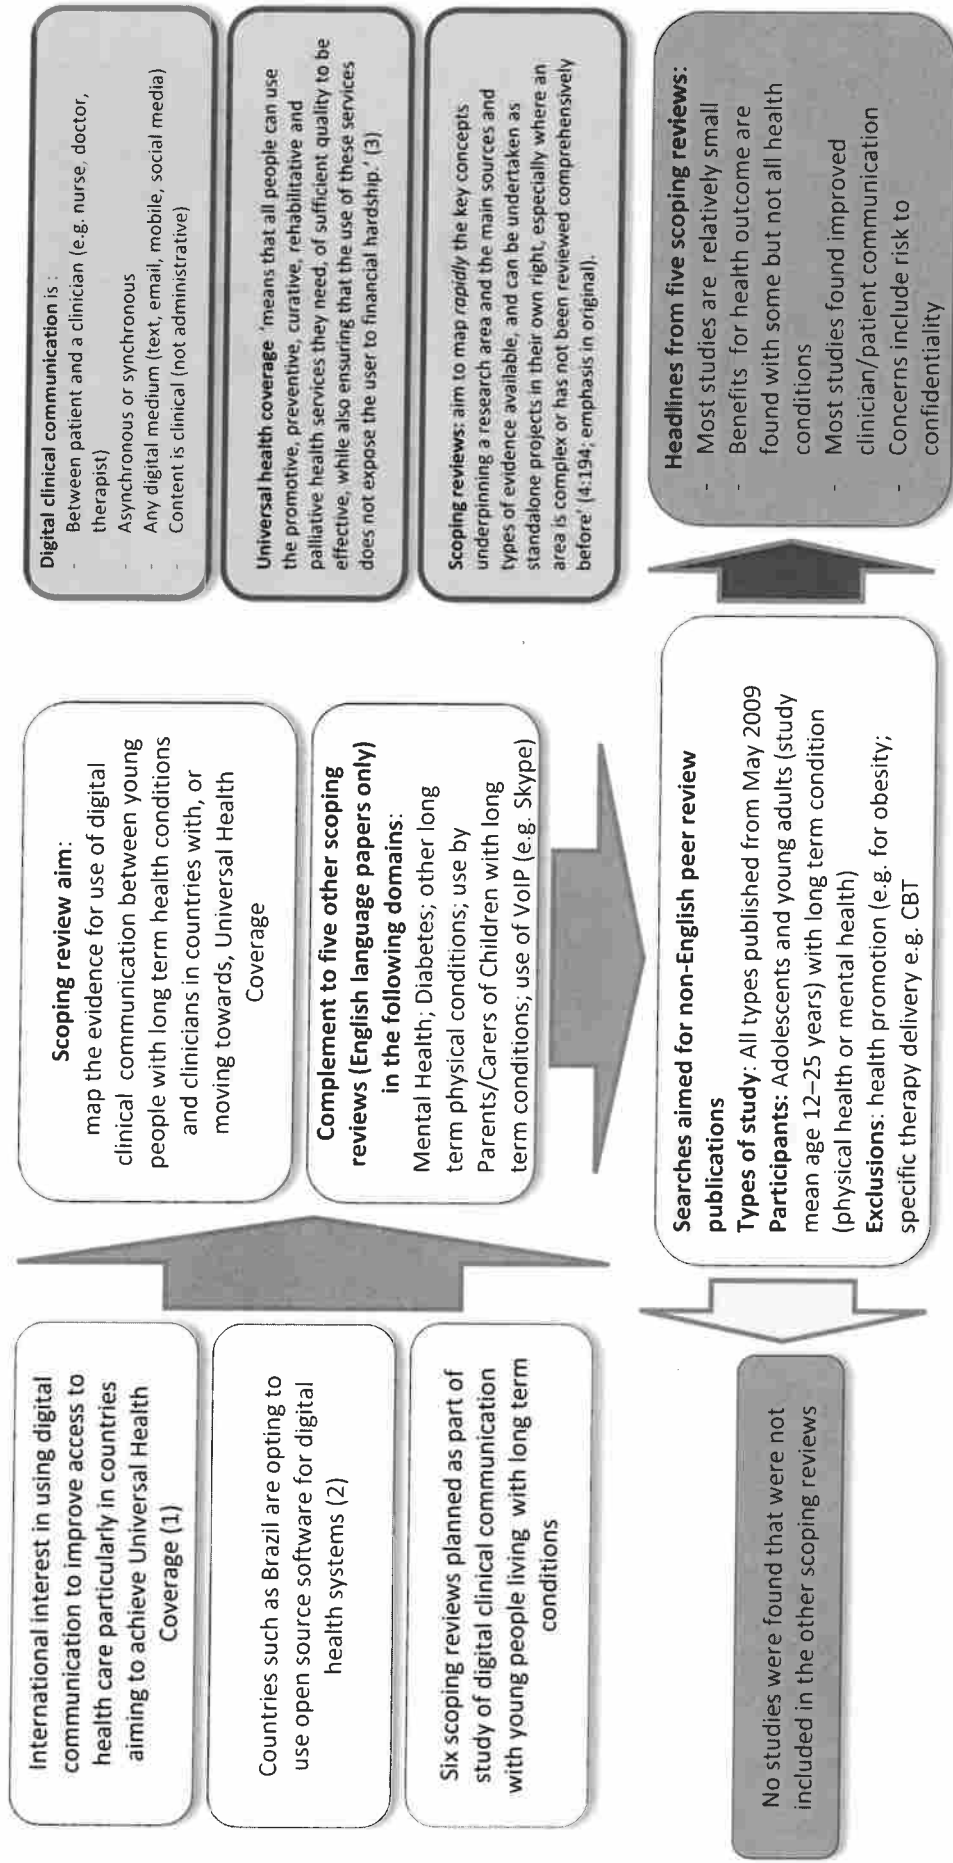 International interest in using digital
communication to improve access to
health care particularly in countries
aiming to achieve Universal Health
Coverage (1)
Countries such as Brazil are opting to
use open source software for digital
health systems (2)
Six scoping reviews planned as part of
study of digital clinical communication
with young people living with long term
conditions
Scoping review aim:
map the evidence for use of digital
clinical communication between young
people with long term health conditions
and clinicians in countries with, or
moving towards, Universal Health
Coverage
Complement to five other scoping
reviews (English language papers only)
in the following domains:
Mental Health; Diabetes; other long
term physical conditions; use by
Parents/Carers of Children with long
term conditions; use of VoIP (e.g. Skype)
Digital clinical communication is :
- Between patient and a clinician (e.g. nurse, doctor,
therapist)
- Asynchronous or synchronous
- Any digital medium (text, email, mobile, social media)
- Content is clinical (not administrative)
Universal health coverage 'means that all people can use
the promotive, preventive, curative, rehabilitative and
palliative health services they need, of sufficient quality to be
effective, while also ensuring that the use of these services
does not expose the user to financial hardship.' (3)
Scoping reviews: aim to map rapidly the key concepts
underpinning a research area and the main sources and
types of evidence available, and can be undertaken as
standalone projects in their own right, especially where an
area is complex or has not been reviewed comprehensively
before' (4:194; emphasis in original).
No studies were found that were not
included in the other scoping reviews
Searches aimed for non-English peer review
publications
Types of study: All types published from May 2009
Participants: Adolescents and young adults (study
mean age 12–25 years) with long term condition
(physical health or mental health)
Exclusions: health promotion (e.g. for obesity;
specific therapy delivery e.g. CBT
Headlines from five scoping reviews:
- Most studies are relatively small
- Benefits for health outcome are
found with some but not all health
conditions
- Most studies found improved
clinician/patient communication
- Concerns include risk to
confidentiality